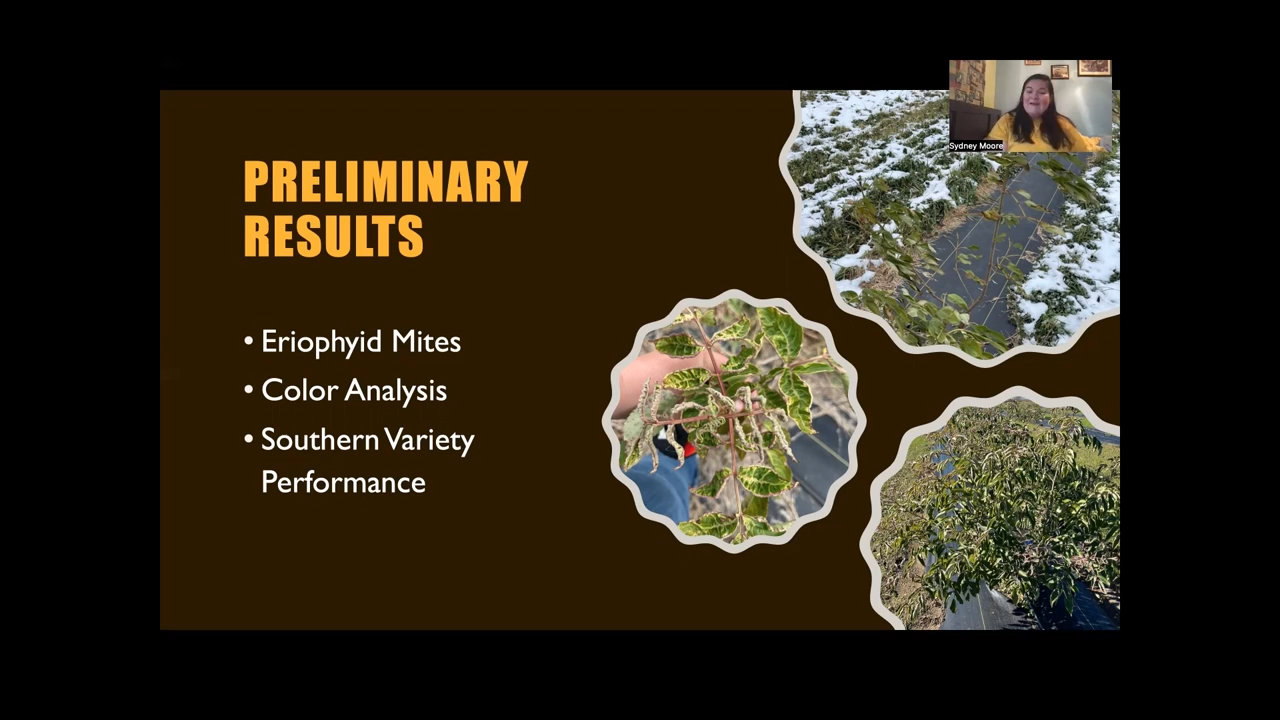 PRELIMINARY
RESULTS
• Eriophyid Mites
• Color Analysis
• Southern Variety
Performance
Sydney Moore